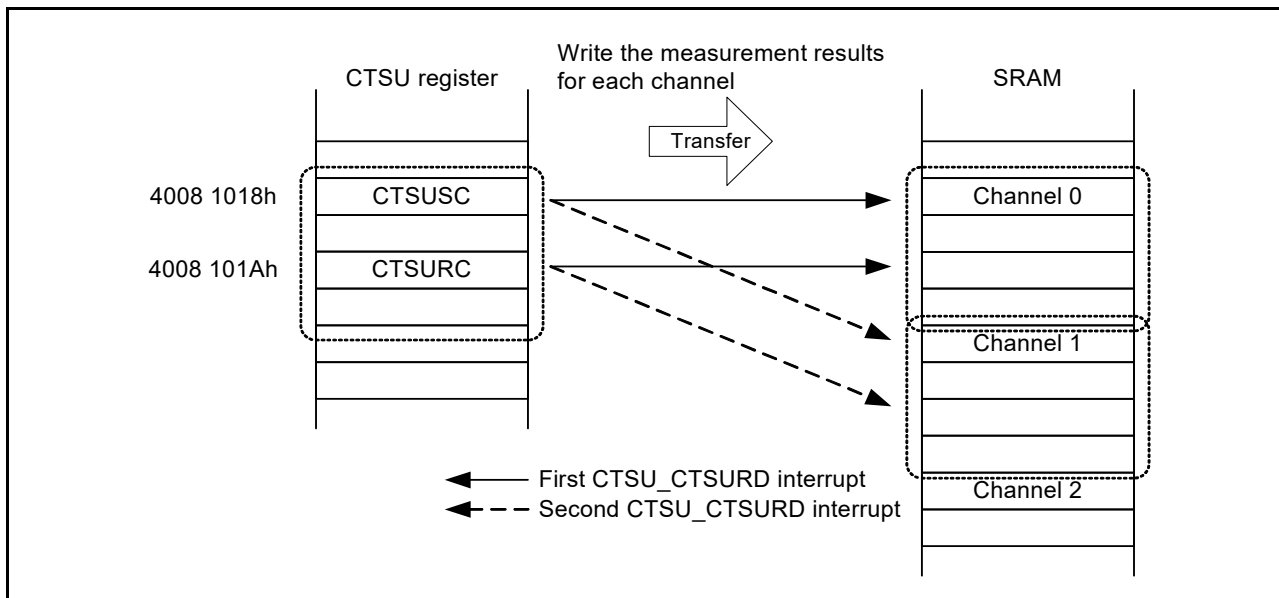 Write the measurement results
for each channel
CTSU register
SRAM
Transfer
4008 1018h
CTSUSC
Channel 0
4008 101Ah
CTSURC
Channel 1
First CTSU_CTSURD interrupt
Second CTSU_CTSURD interrupt
Channel 2